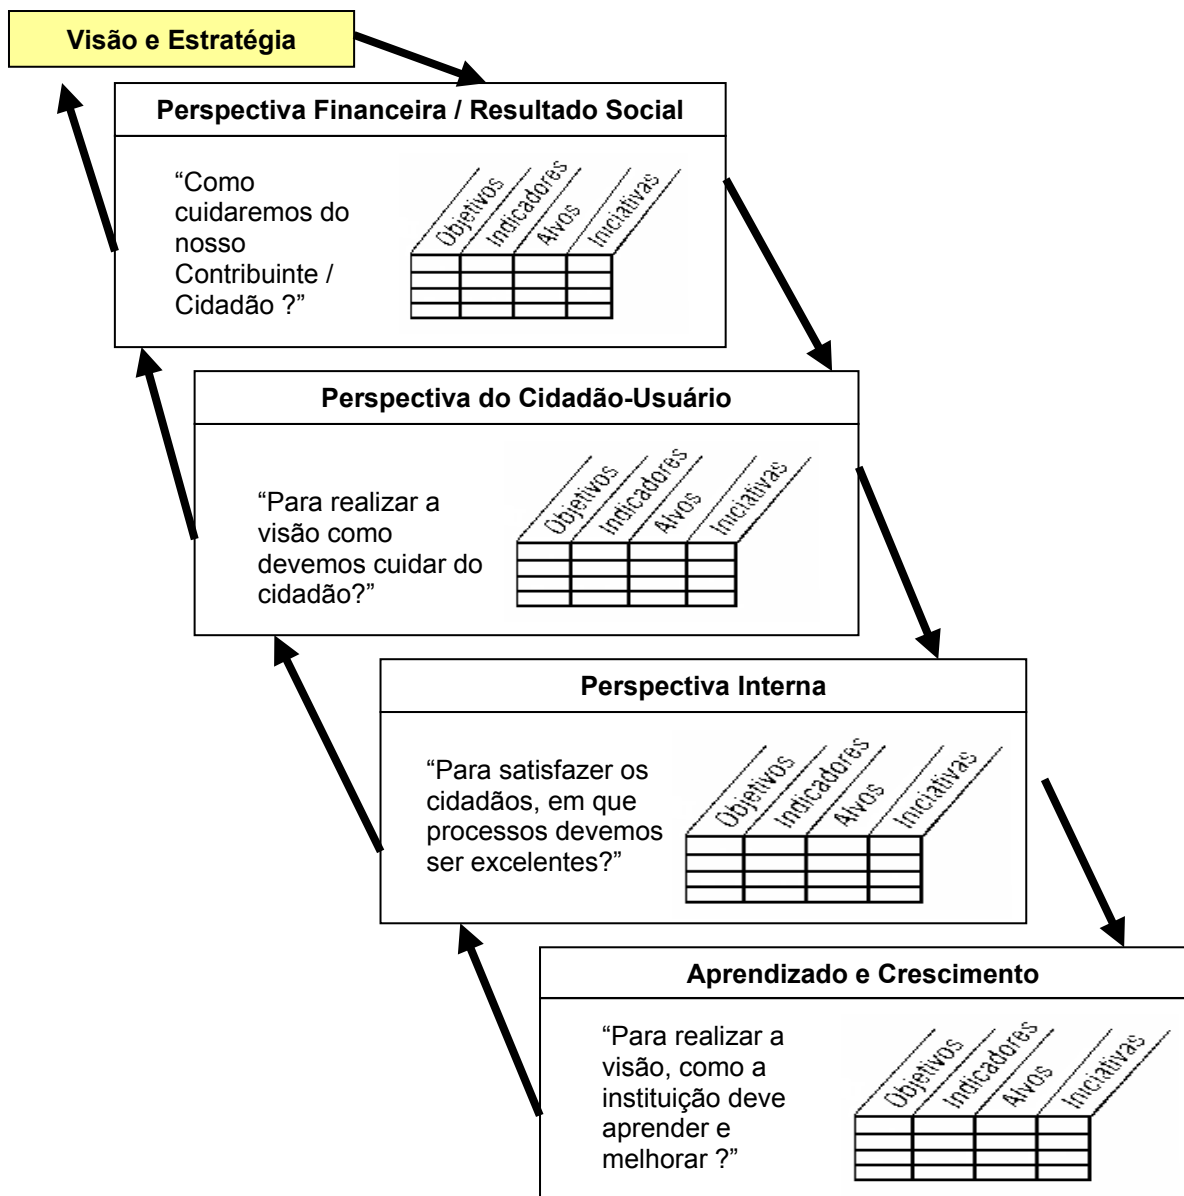 Visão e Estratégia
Perspectiva Financeira / Resultado Social
“Como
cuidaremos do
nosso
Contribuinte /
Cidadão ?”
Objetivos
Indicadores
Alvos
Iniciativas
Perspectiva do Cidadão-Usuário
“Para realizar a
visão como
devemos cuidar do
cidadão?”
Objetivos
Indicadores
Alvos
Iniciativas
Perspectiva Interna
“Para satisfazer os
cidadãos, em que
processos devemos
ser excelentes?”
Objetivos
Indicadores
Alvos
Iniciativas
Aprendizado e Crescimento
“Para realizar a
visão, como a
instituição deve
aprender e
melhorar ?”
Objetivos
Indicadores
Alvos
Iniciativas